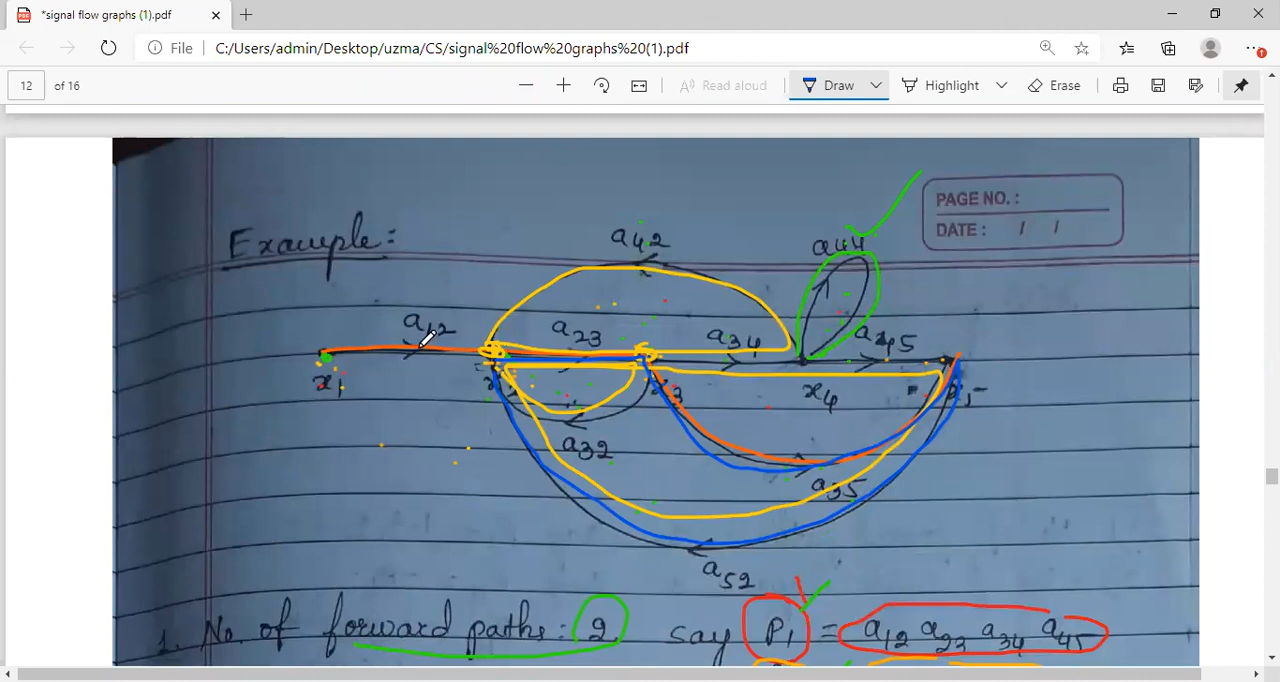 *signal flow graphs (1).pdf
File
C:/Users/admin/Desktop/uzma/CS/signal%20flow%20graphs%20(1).pdf
12 of 16
Read aloud
Draw
Highlight
Erase
PAGE NO. :
DATE : / /
Example:
a42
a44
a12
a23
a34
a45
x1
x3
x4
a32
a35
a52
1. No. of forward paths: 2 say P1 = a12 a23 a34 a45